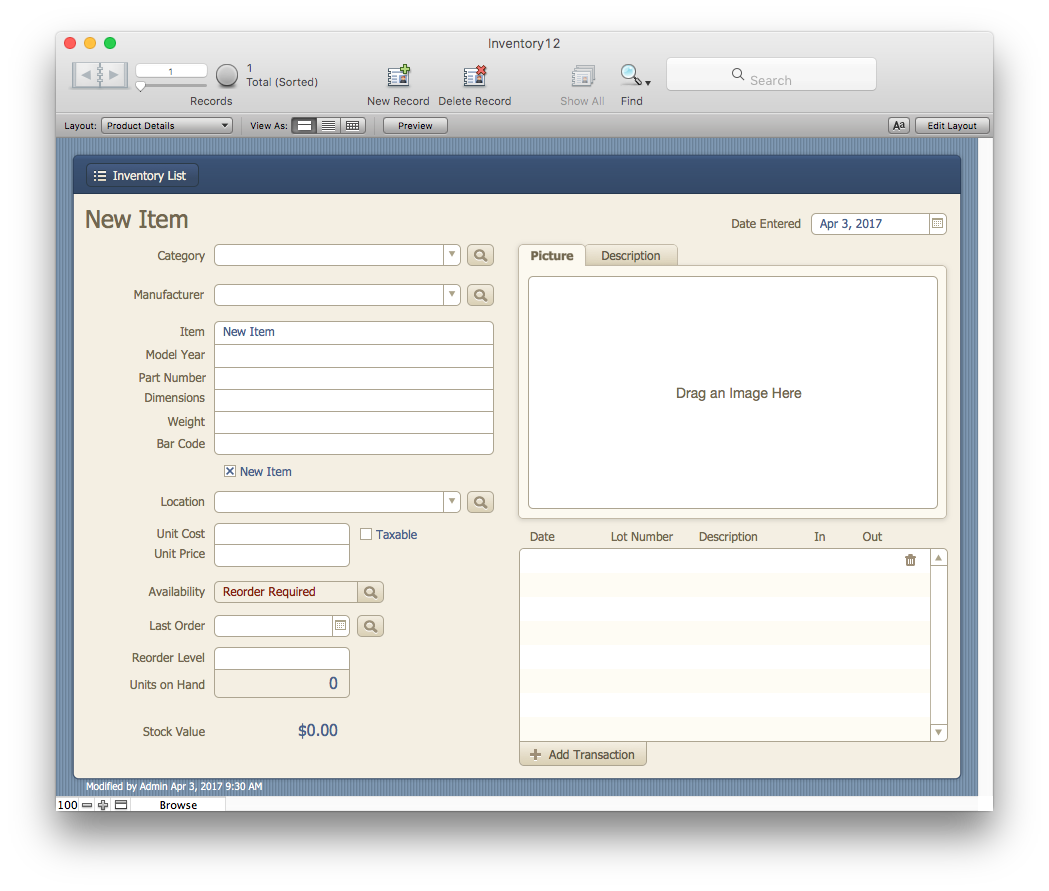 Inventory12
1
1
Total (Sorted)
Records
New Record
Delete Record
Show All
Find
Search
Layout:
Product Details
View As:
Preview
Aa
Edit Layout
Inventory List
New Item
Date Entered
Apr 3, 2017
Category
Manufacturer
Item
New Item
Model Year
Part Number
Dimensions
Weight
Bar Code
New Item
Location
Unit Cost
Taxable
Unit Price
Availability
Reorder Required
Last Order
Reorder Level
Units on Hand
0
Stock Value
$0.00
Picture
Description
Drag an Image Here
Date
Lot Number
Description
In
Out
Add Transaction
Modified by Admin Apr 3, 2017 9:30 AM
100
Browse